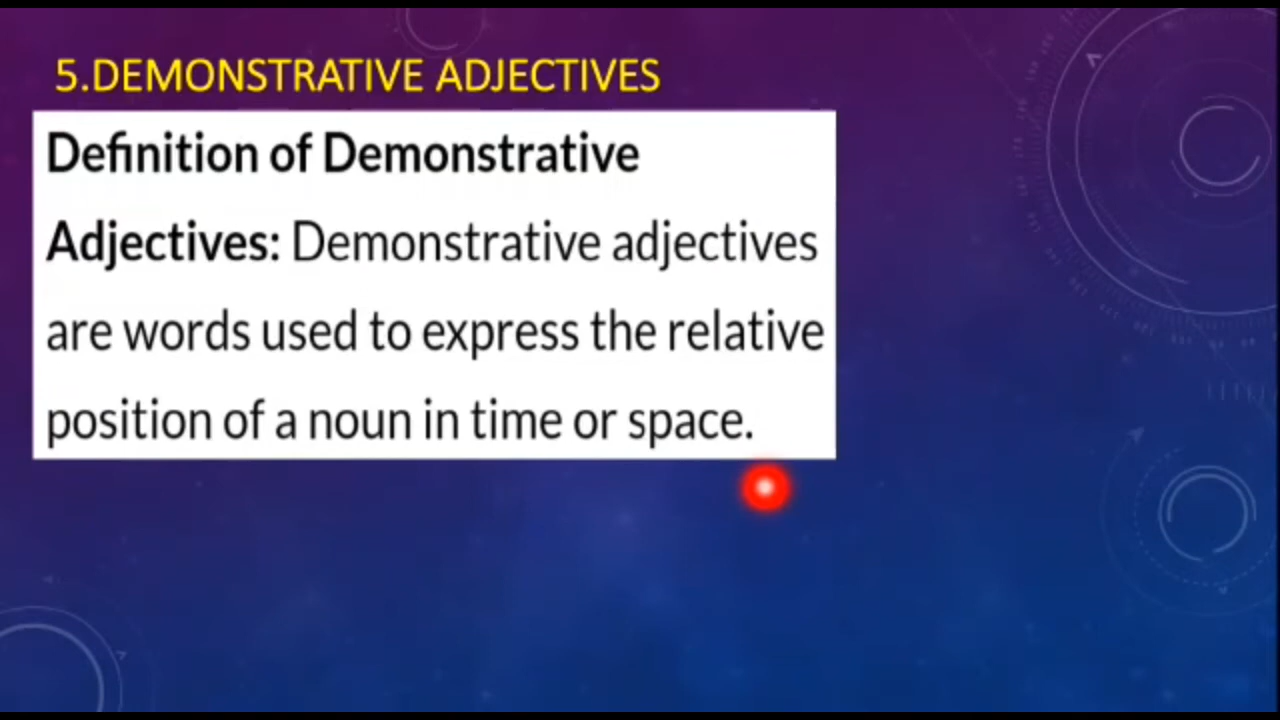 5.DEMONSTRATIVE ADJECTIVES
Definition of Demonstrative
Adjectives: Demonstrative adjectives
are words used to express the relative
position of a noun in time or space.